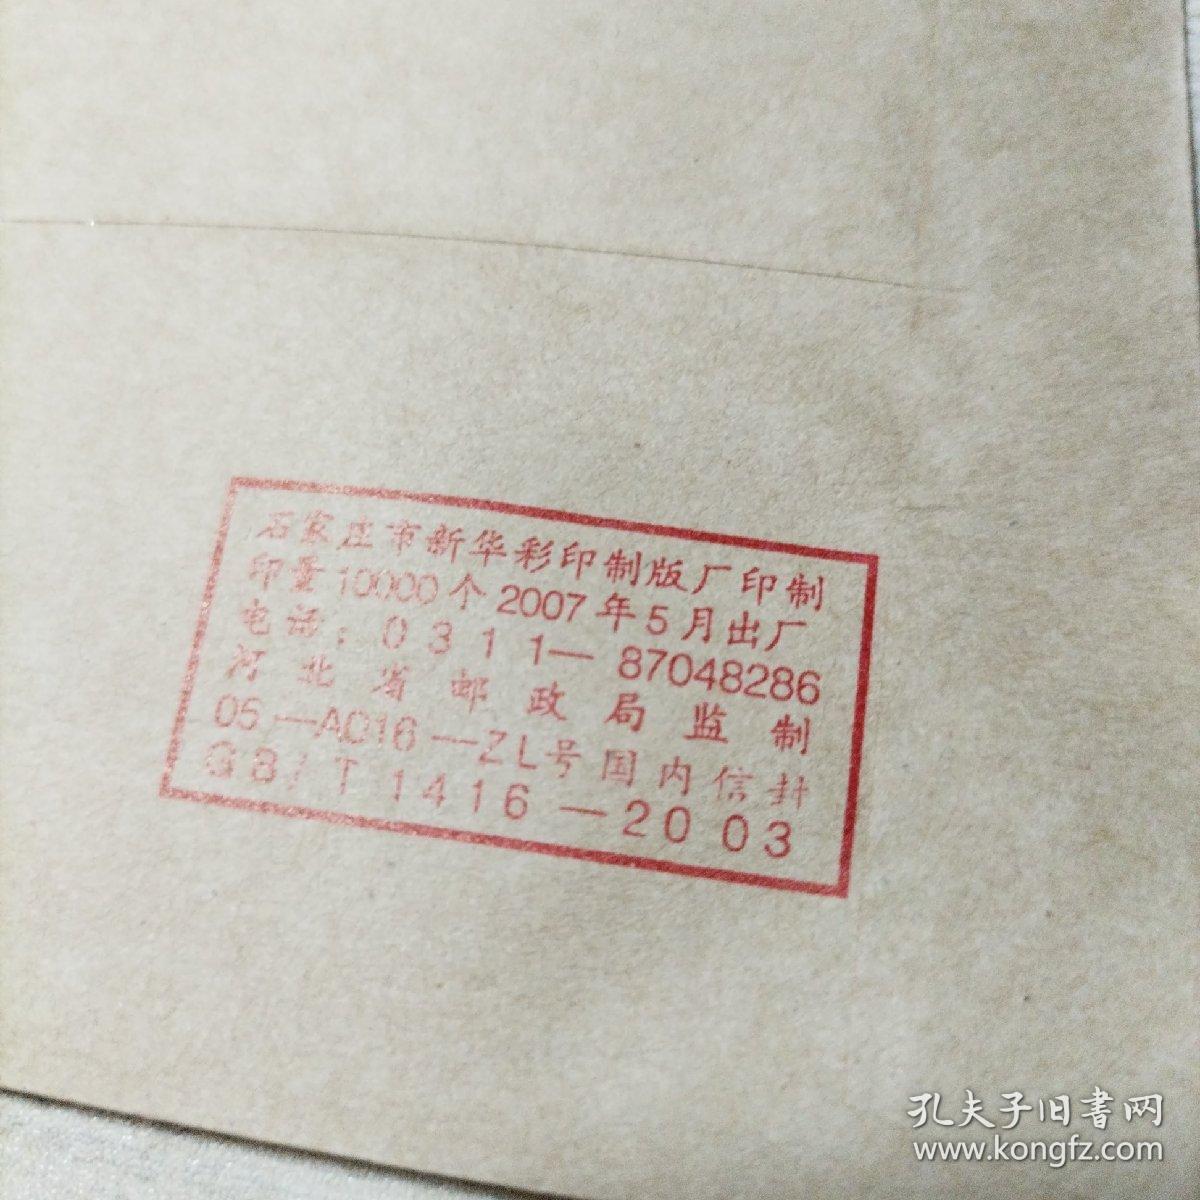 石家庄市新华彩印制版厂印制
印量10000个2007年5月出厂
电话：0311—87048286
河北省邮政局监制
05—A016—ZL号国内信封
GB/T 1416—2003
孔夫子旧書网
www.kongfz.com